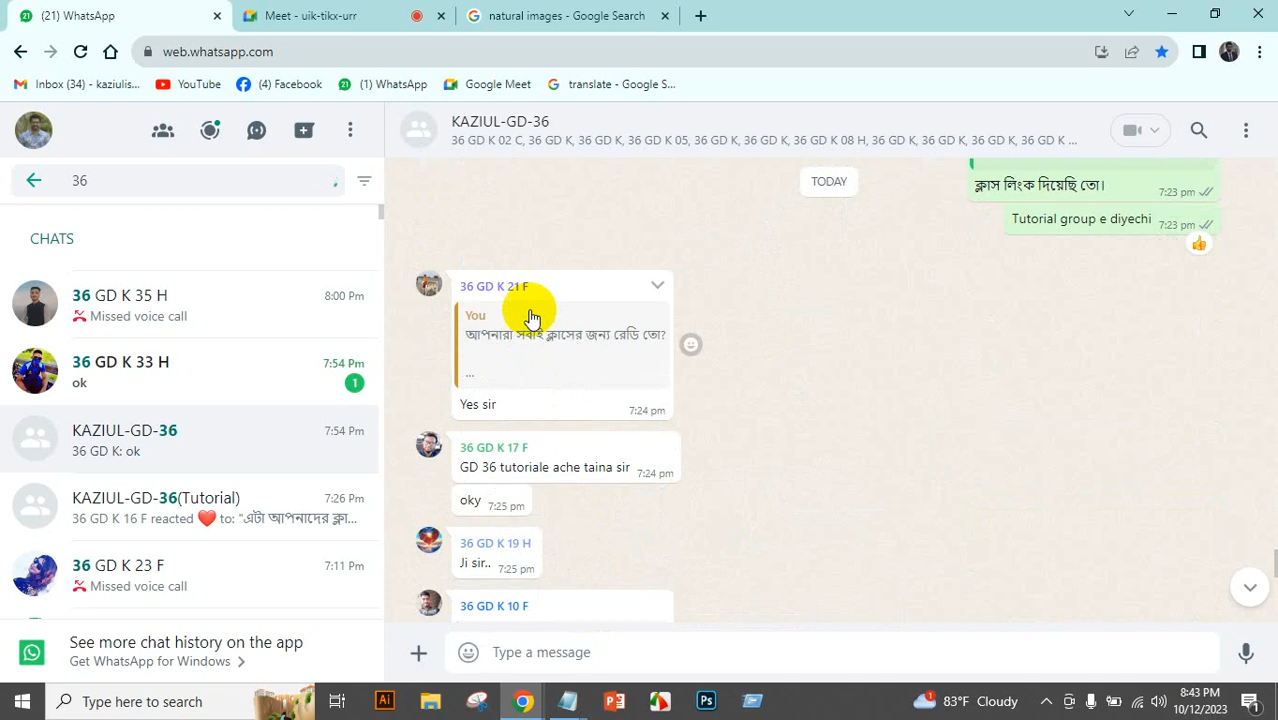 (21) WhatsApp
Meet - uik-tikx-urr
natural images - Google Search
web.whatsapp.com
Inbox (34) - kaziulis...
YouTube
(4) Facebook
(1) WhatsApp
Google Meet
translate - Google S...
KAZIUL-GD-36
36 GD K 02 C, 36 GD K, 36 GD K, 36 GD K 05, 36 GD K, 36 GD K, 36 GD K 08 H, 36 GD K, 36 GD K, 36 GD K, 36 GD K ...
36
CHATS
36 GD K 35 H
8:00 Pm
Missed voice call
36 GD K 33 H
7:54 Pm
ok
1
KAZIUL-GD-36
7:54 Pm
36 GD K: ok
KAZIUL-GD-36(Tutorial)
7:26 Pm
36 GD K 16 F reacted ❤️ to: "এটা আপনাদের ক্লা...
36 GD K 23 F
7:11 Pm
Missed voice call
See more chat history on the app
Get WhatsApp for Windows
TODAY
ক্লাস লিংক দিয়েছি তো।
7:23 pm
Tutorial group e diyechi
7:23 pm
36 GD K 21 F
You
আপনারা সবাই ক্লাসের জন্য রেডি তো?
...
Yes sir
7:24 pm
36 GD K 17 F
GD 36 tutoriale ache taina sir
7:24 pm
oky
7:25 pm
36 GD K 19 H
Ji sir..
7:25 pm
36 GD K 10 F
Type a message
Type here to search
Ai
Ps
1
83°F Cloudy
8:43 PM
10/12/2023
1